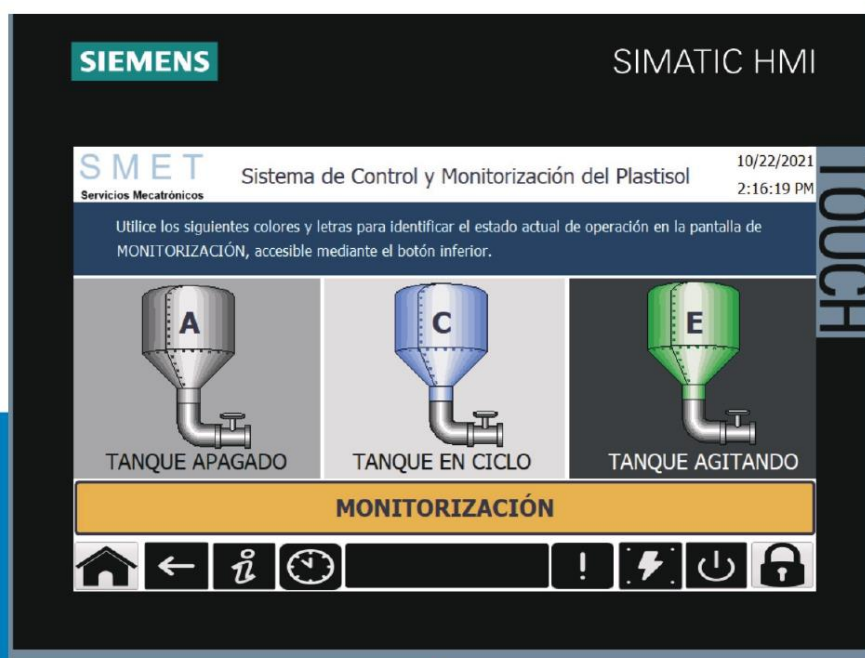 SIEMENS
SIMATIC HMI
TOUCH
SMET
Servicios Mecatrónicos
Sistema de Control y Monitorización del Plastisol
10/22/2021
2:16:19 PM
Utilice los siguientes colores y letras para identificar el estado actual de operación en la pantalla de
MONITORIZACIÓN, accesible mediante el botón inferior.
A
C
E
TANQUE APAGADO
TANQUE EN CICLO
TANQUE AGITANDO
MONITORIZACIÓN
i
!